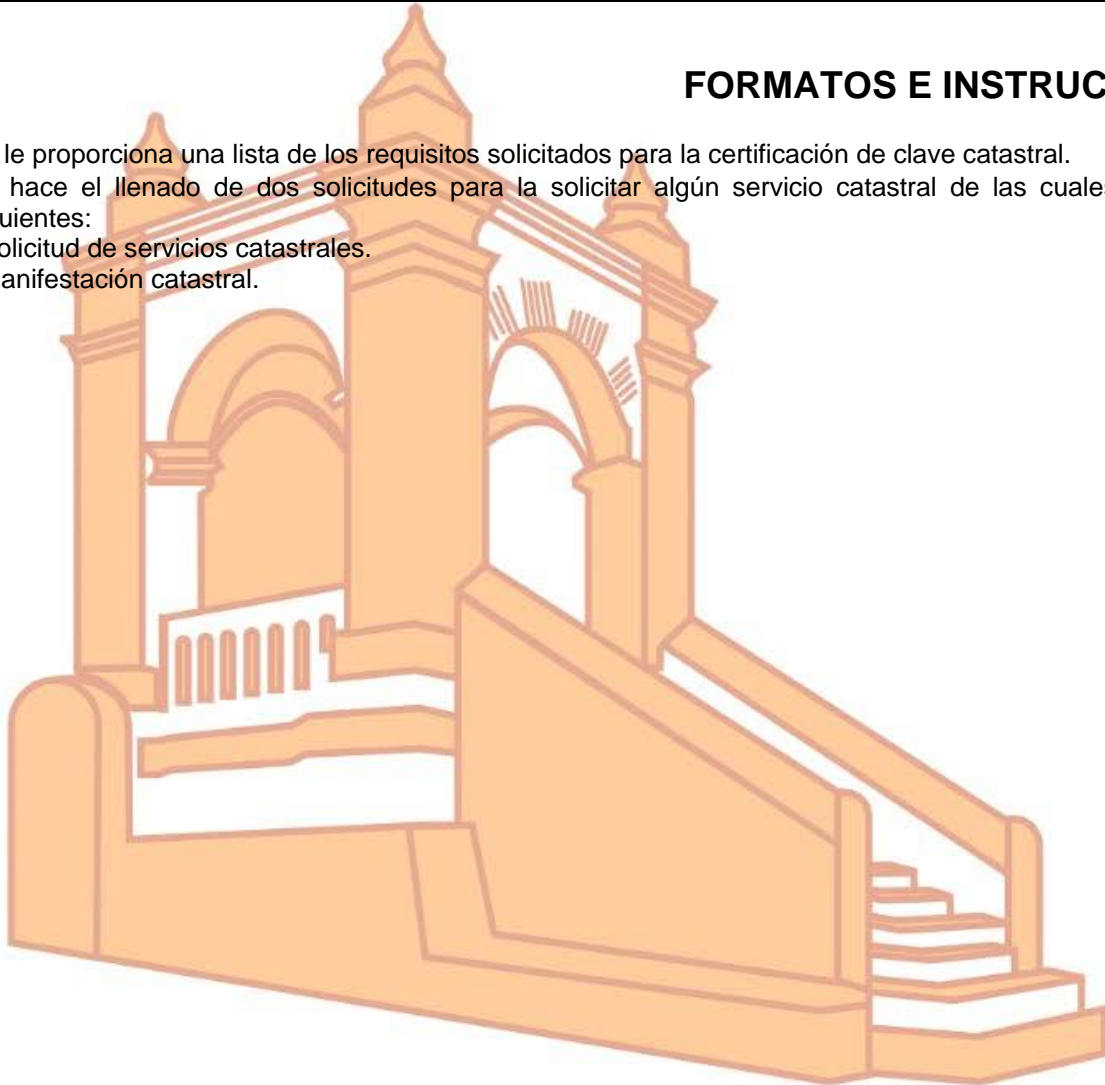 FORMATOS E INSTRUC
le proporciona una lista de los requisitos solicitados para la certificación de clave catastral.
hace el llenado de dos solicitudes para la solicitar algún servicio catastral de las cuales
uientes:
olicitud de servicios catastrales.
anifestación catastral.